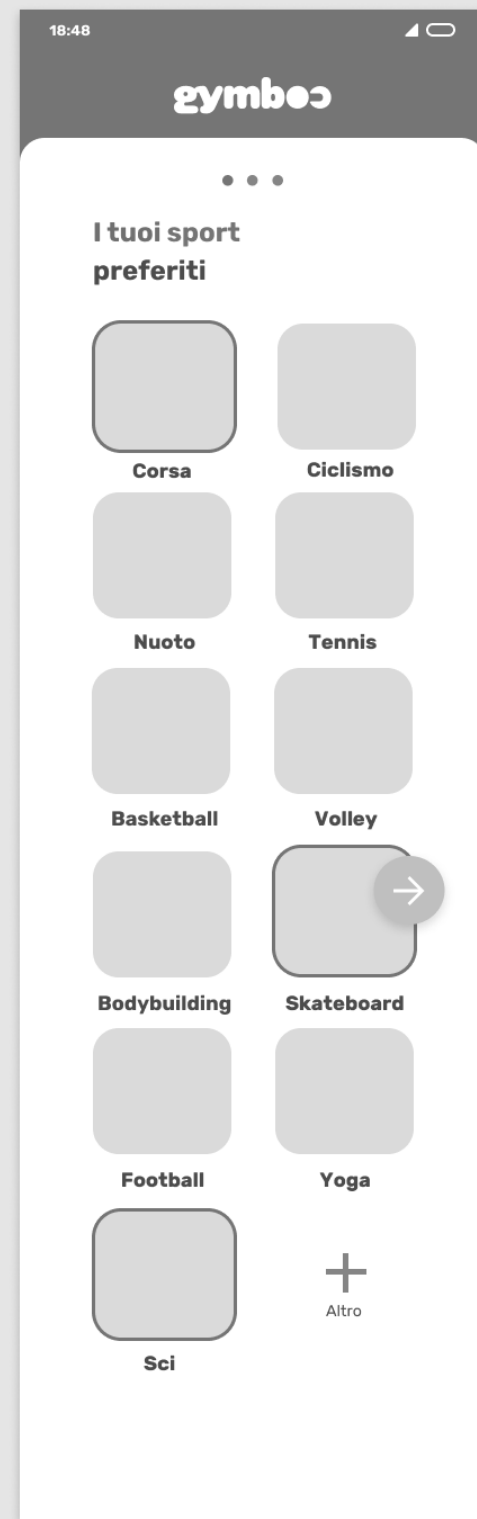 18:48
gymboo
I tuoi sport
preferiti
Corsa
Ciclismo
Nuoto
Tennis
Basketball
Volley
Bodybuilding
Skateboard
Football
Yoga
Sci
Altro